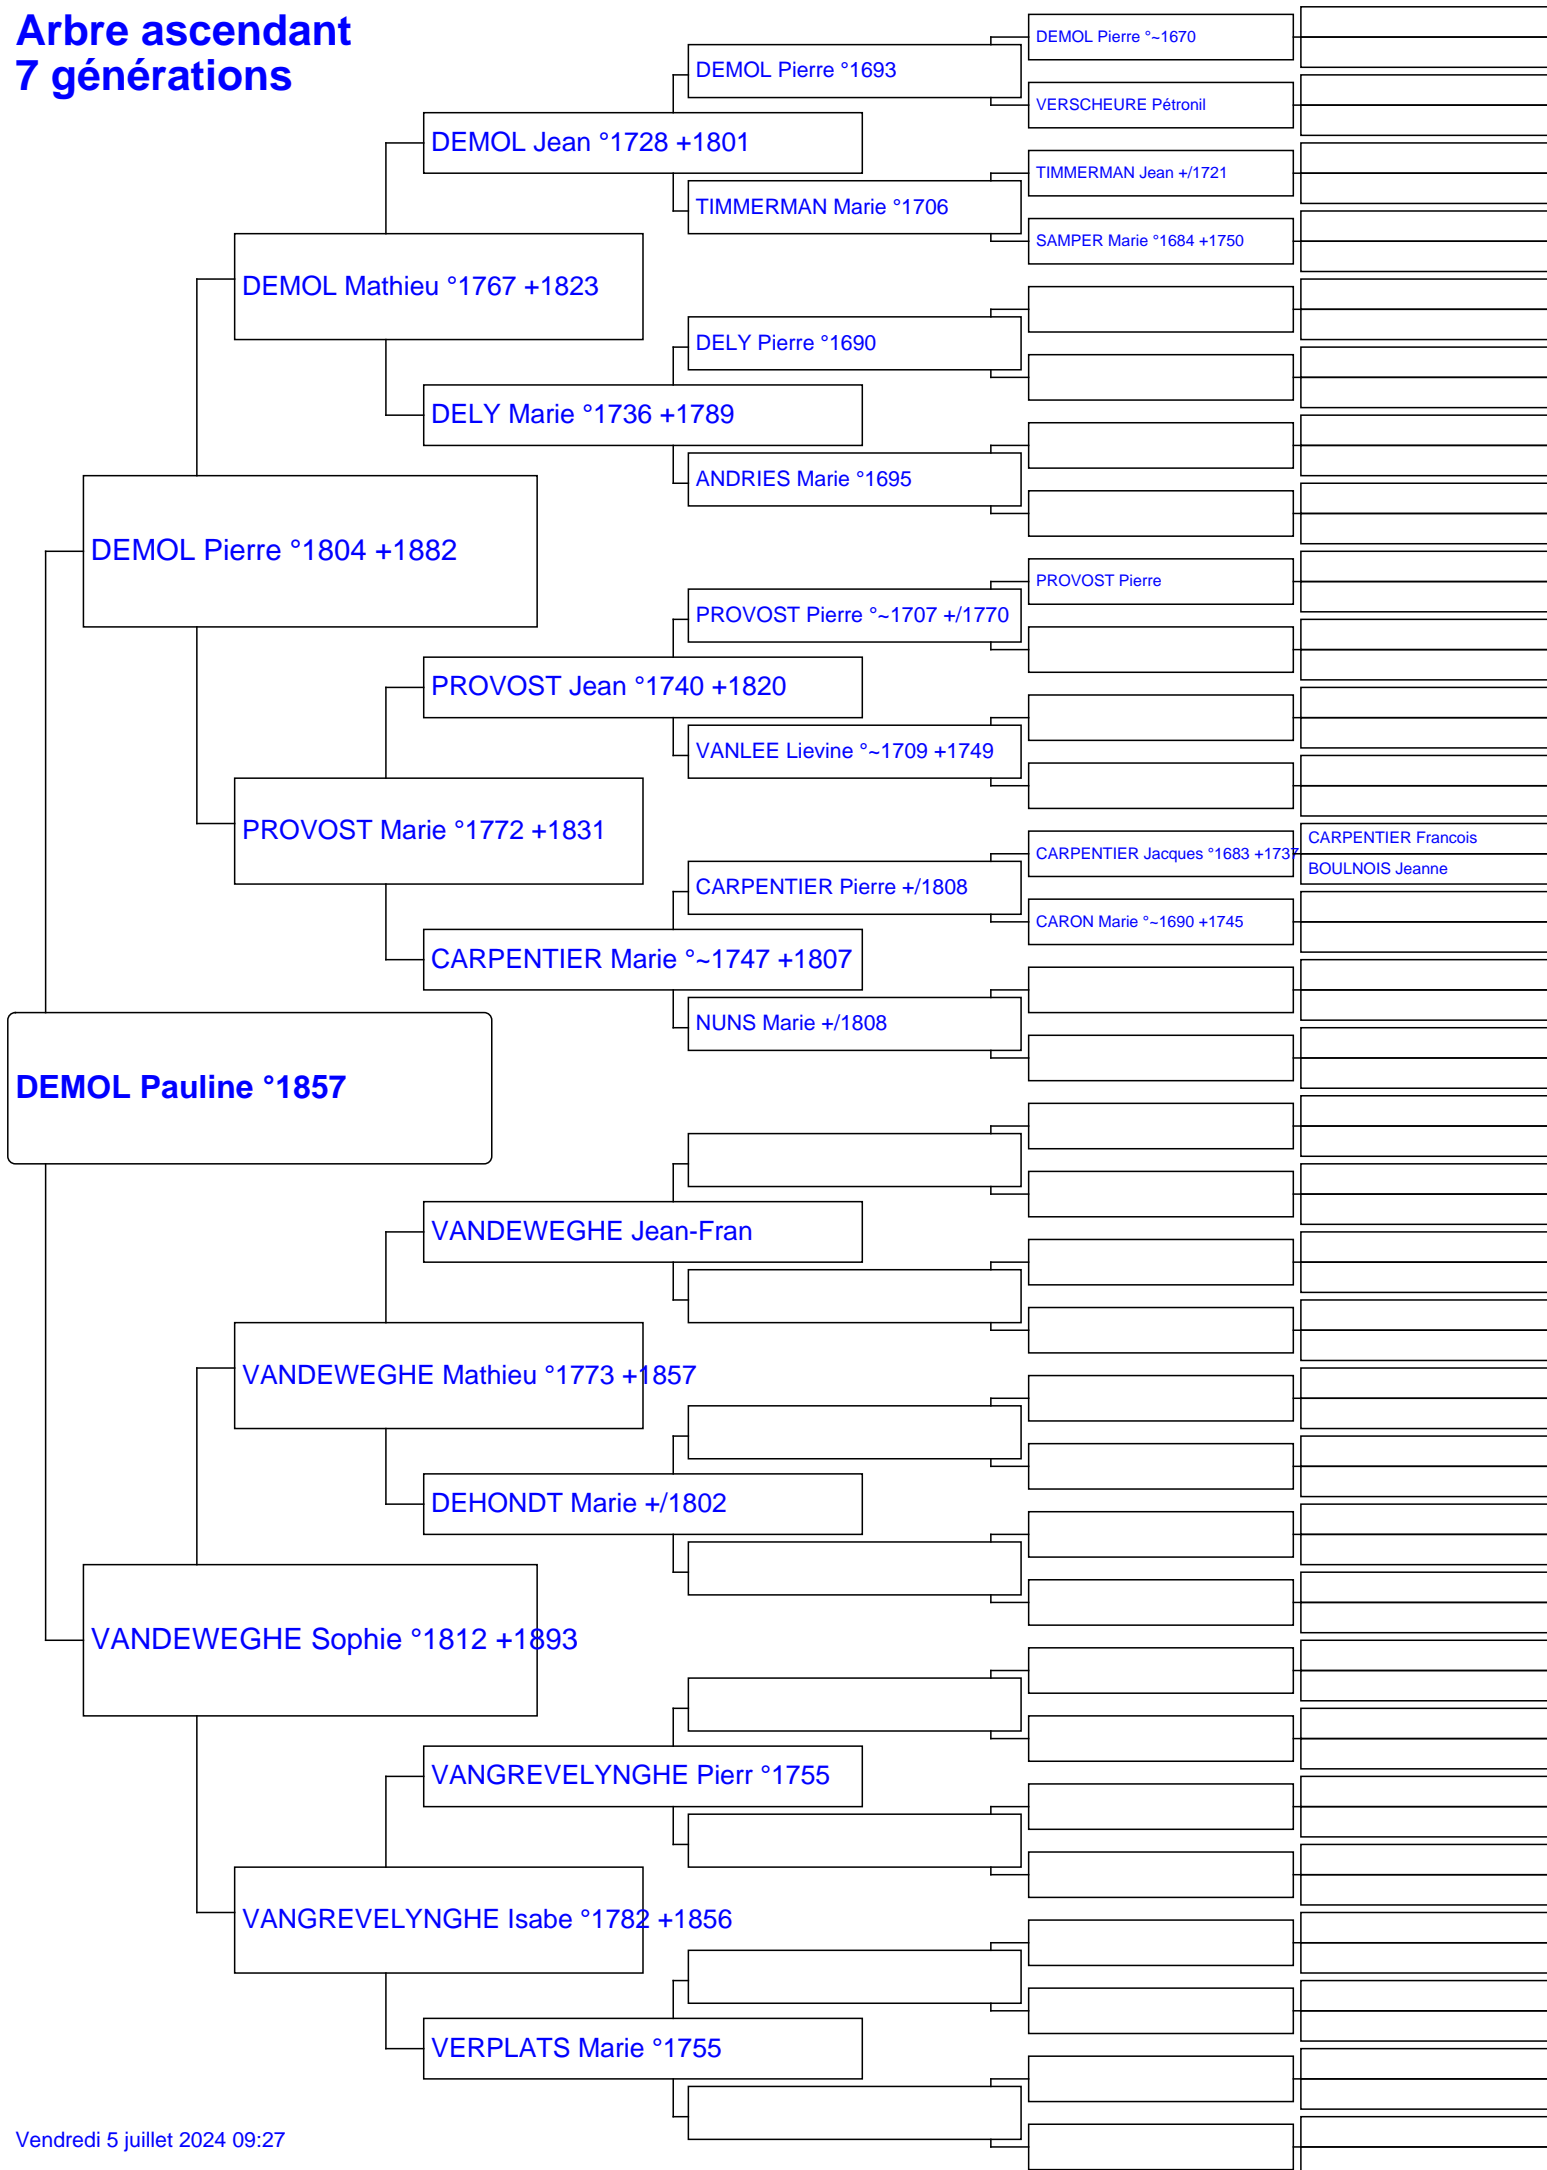 Arbre ascendant
7 générations
DEMOL Pierre °~1670
DEMOL Pierre °1693
VERSCHEURE Pétronil
DEMOL Jean °1728 +1801
TIMMERMAN Jean +/1721
TIMMERMAN Marie °1706
SAMPER Marie °1684 +1750
DEMOL Mathieu °1767 +1823
DELY Pierre °1690
DELY Marie °1736 +1789
ANDRIES Marie °1695
DEMOL Pierre °1804 +1882
PROVOST Pierre
PROVOST Pierre °~1707 +/1770
PROVOST Jean °1740 +1820
VANLEE Lievine °~1709 +1749
PROVOST Marie °1772 +1831
CARPENTIER Francois
CARPENTIER Jacques °1683 +1737
BOULNOIS Jeanne
CARPENTIER Pierre +/1808
CARON Marie °~1690 +1745
CARPENTIER Marie °~1747 +1807
NUNS Marie +/1808
DEMOL Pauline °1857
VANDEWEGHE Jean-Fran
VANDEWEGHE Mathieu °1773 +1857
DEHONDT Marie +/1802
VANDEWEGHE Sophie °1812 +1893
VANGREVELYNGHE Pierr °1755
VANGREVELYNGHE Isabe °1782 +1856
VERPLATS Marie °1755
Vendredi 5 juillet 2024 09:27